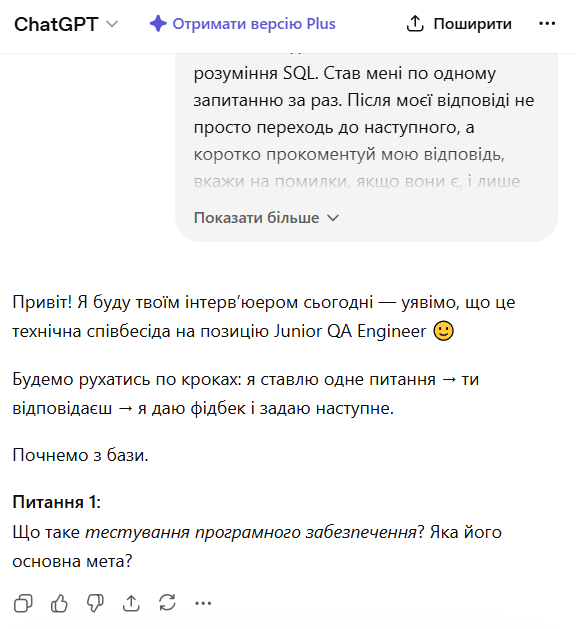 ChatGPT
Отримати версію Plus
Поширити
розуміння SQL. Став мені по одному
запитанню за раз. Після моєї відповіді не
просто переходь до наступного, а
коротко прокоментуй мою відповідь,
вкажи на помилки, якщо вони є, і лише
Показати більше
Привіт! Я буду твоїм інтерв’юером сьогодні — уявімо, що це
технічна співбесіда на позицію Junior QA Engineer 🙂
Будемо рухатись по кроках: я ставлю одне питання → ти
відповідаєш → я даю фідбек і задаю наступне.
Почнемо з бази.
Питання 1:
Що таке тестування програмного забезпечення? Яка його
основна мета?